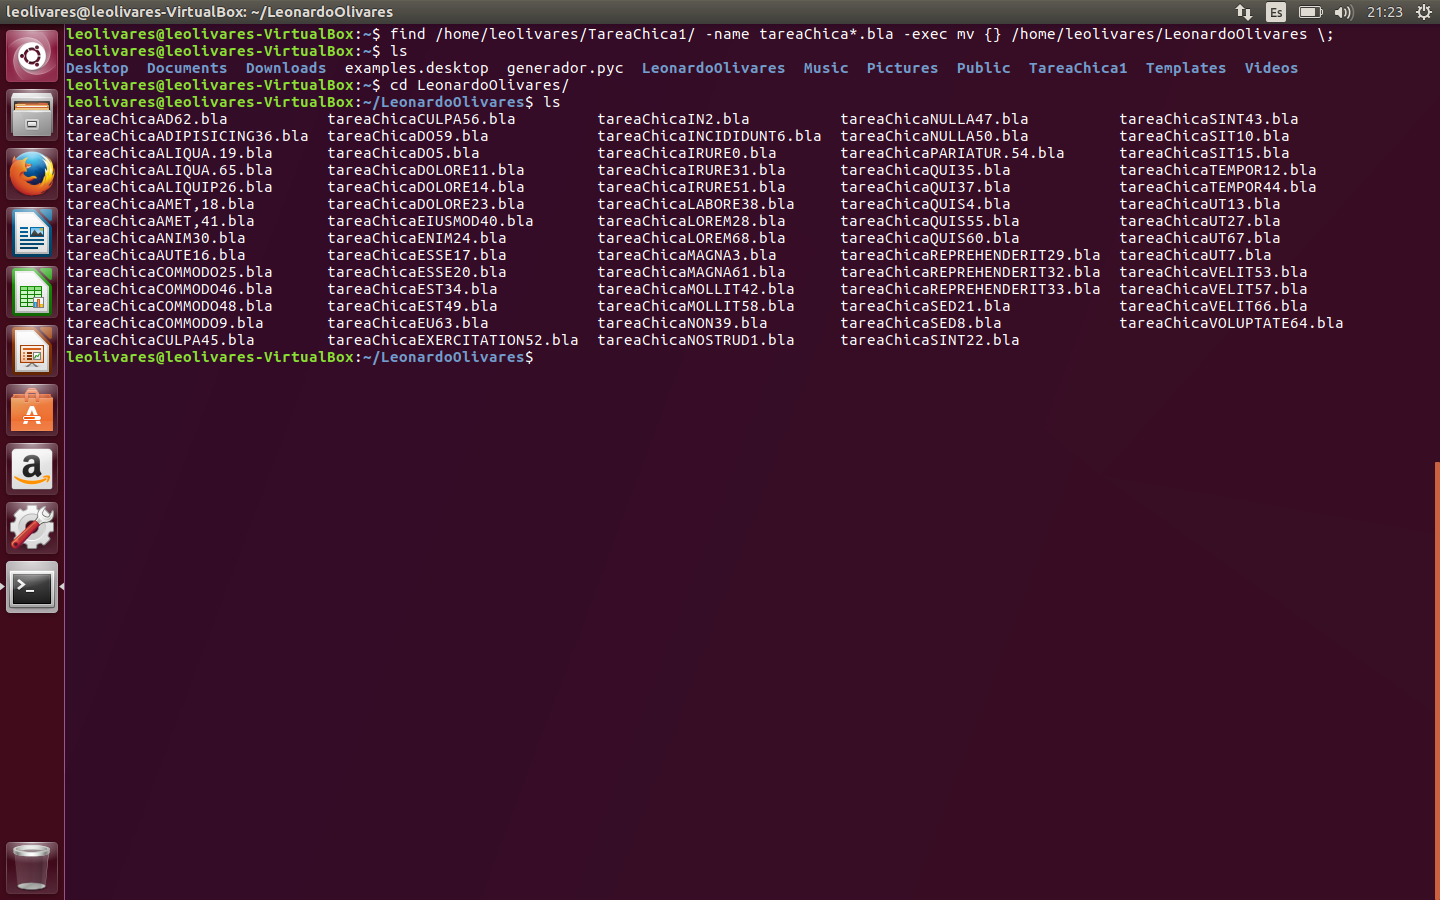 leolivares@leolivares-VirtualBox: ~/LeonardoOlivares Es 21:23
leolivares@leolivares-VirtualBox:~$ find /home/leolivares/TareaChica1/ -name tareaChica*.bla -exec mv {} /home/leolivares/LeonardoOlivares \;
leolivares@leolivares-VirtualBox:~$ ls
Desktop Documents Downloads examples.desktop generador.pyc LeonardoOlivares Music Pictures Public TareaChica1 Templates Videos
leolivares@leolivares-VirtualBox:~$ cd LeonardoOlivares/
leolivares@leolivares-VirtualBox:~/LeonardoOlivares$ ls
tareaChicaAD62.bla tareaChicaCULPA56.bla tareaChicaIN2.bla tareaChicaNULLA47.bla tareaChicaSINT43.bla
tareaChicaADIPISICING36.bla tareaChicaDO59.bla tareaChicaINCIDIDUNT6.bla tareaChicaNULLA50.bla tareaChicaSIT10.bla
tareaChicaALIQUA.19.bla tareaChicaDO5.bla tareaChicaIRURE0.bla tareaChicaPARIATUR.54.bla tareaChicaSIT15.bla
tareaChicaALIQUA.65.bla tareaChicaDOLORE11.bla tareaChicaIRURE31.bla tareaChicaQUI35.bla tareaChicaTEMPOR12.bla
tareaChicaALIQUIP26.bla tareaChicaDOLORE14.bla tareaChicaIRURE51.bla tareaChicaQUI37.bla tareaChicaTEMPOR44.bla
tareaChicaAMET,18.bla tareaChicaDOLORE23.bla tareaChicaLABORE38.bla tareaChicaQUIS4.bla tareaChicaUT13.bla
tareaChicaAMET,41.bla tareaChicaEIUSMOD40.bla tareaChicaLOREM28.bla tareaChicaQUIS55.bla tareaChicaUT27.bla
tareaChicaANIM30.bla tareaChicaENIM24.bla tareaChicaLOREM68.bla tareaChicaQUIS60.bla tareaChicaUT67.bla
tareaChicaAUTE16.bla tareaChicaESSE17.bla tareaChicaMAGNA3.bla tareaChicaREPREHENDERIT29.bla tareaChicaUT7.bla
tareaChicaCOMMODO25.bla tareaChicaESSE20.bla tareaChicaMAGNA61.bla tareaChicaREPREHENDERIT32.bla tareaChicaVELIT53.bla
tareaChicaCOMMODO46.bla tareaChicaEST34.bla tareaChicaMOLLIT42.bla tareaChicaREPREHENDERIT33.bla tareaChicaVELIT57.bla
tareaChicaCOMMODO48.bla tareaChicaEST49.bla tareaChicaMOLLIT58.bla tareaChicaSED21.bla tareaChicaVELIT66.bla
tareaChicaCOMMODO9.bla tareaChicaEU63.bla tareaChicaNON39.bla tareaChicaSED8.bla tareaChicaVOLUPTATE64.bla
tareaChicaCULPA45.bla tareaChicaEXERCITATION52.bla tareaChicaNOSTRUD1.bla tareaChicaSINT22.bla
leolivares@leolivares-VirtualBox:~/LeonardoOlivares$